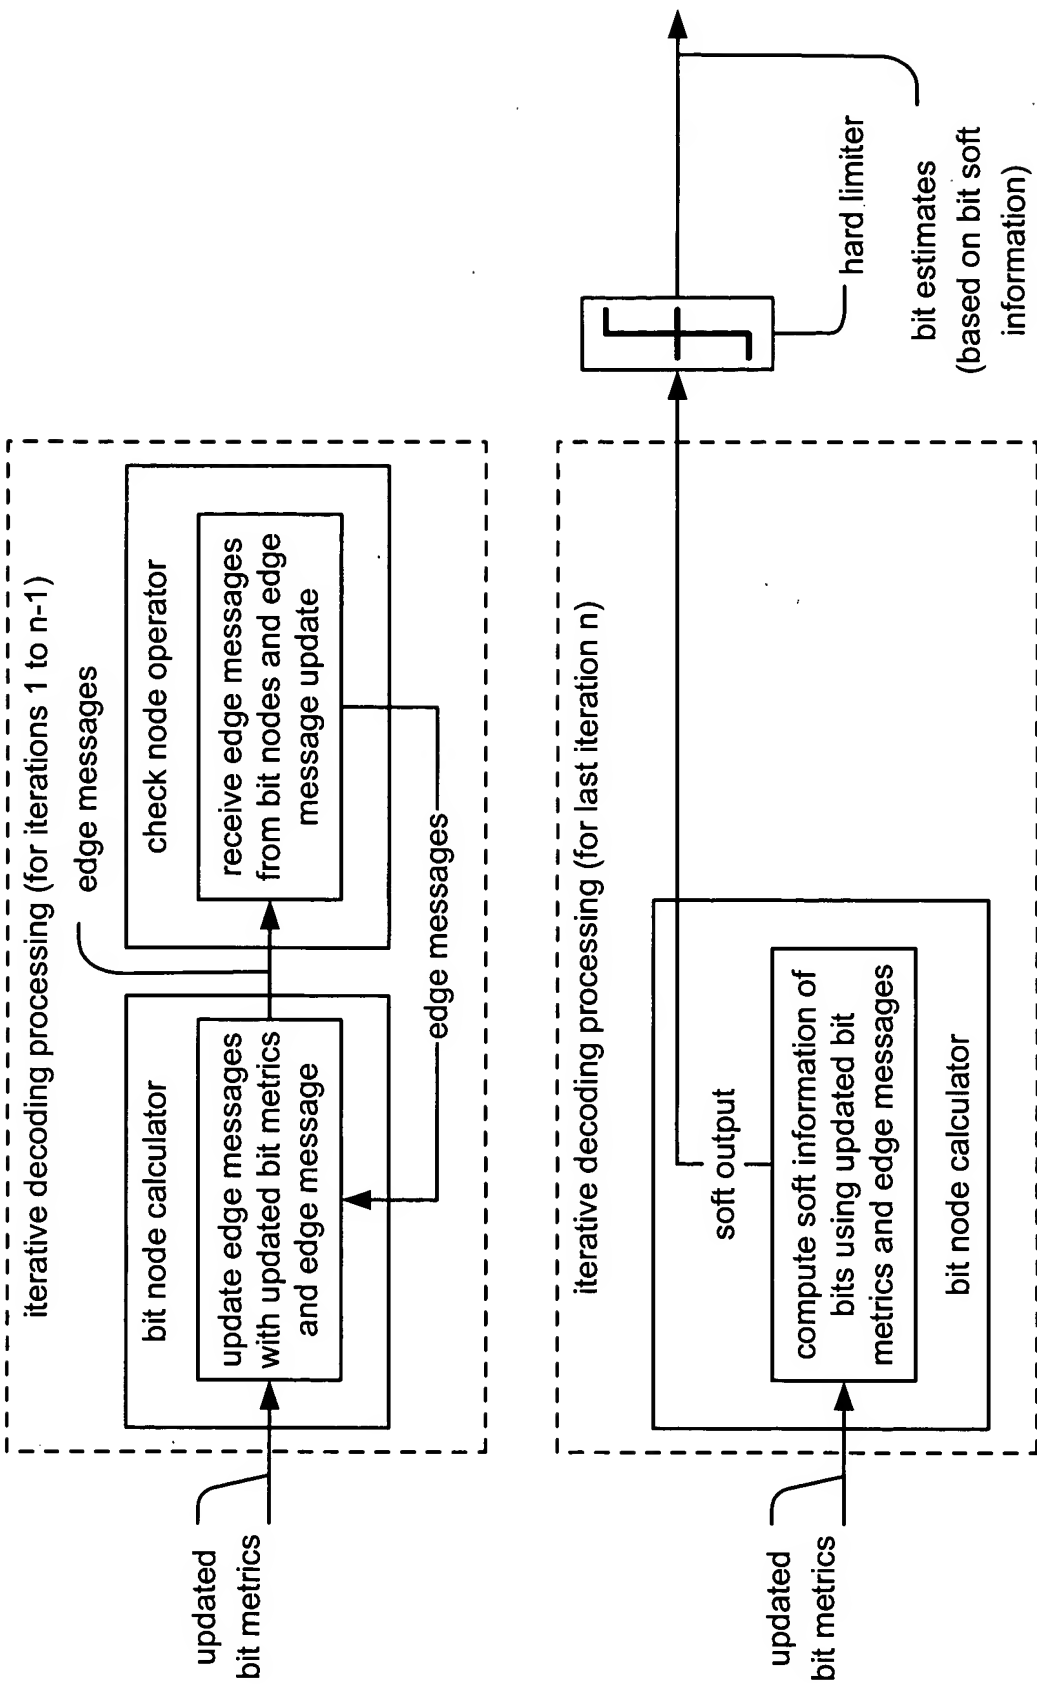 iterative decoding processing (for iterations 1 to n-1)
edge messages
bit node calculator
check node operator
updated
bit metrics
update edge messages
with updated bit metrics
and edge message
receive edge messages
from bit nodes and edge
message update
edge messages
iterative decoding processing (for last iteration n)
soft output
updated
bit metrics
compute soft information of
bits using updated bit
metrics and edge messages
bit node calculator
hard limiter
bit estimates
(based on bit soft
information)